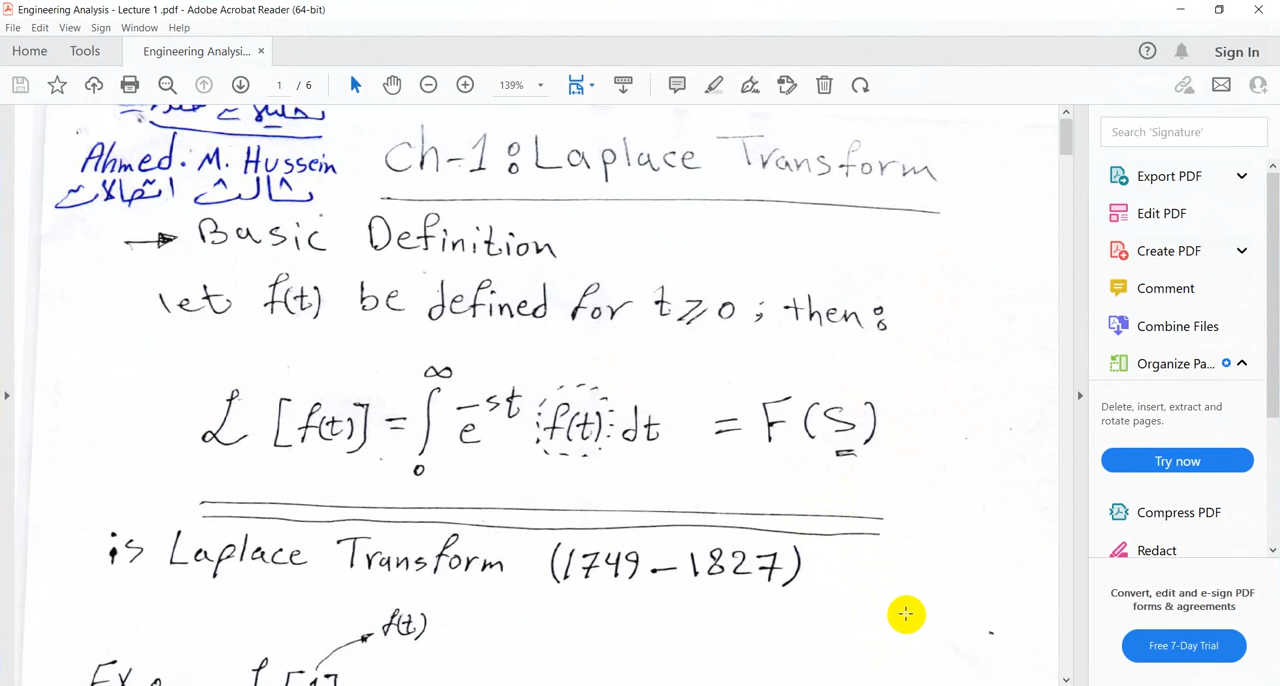 Engineering Analysis - Lecture 1 .pdf - Adobe Acrobat Reader (64-bit)
File Edit View Sign Window Help
Home Tools Engineering Analysi... ×
Sign In
1 / 6 139%
Ahmed. M. Hussein
ثالث اتصالات
Ch-1: Laplace Transform
→ Basic Definition
let f(t) be defined for t ⩾ 0 ; then:
ℒ [f(t)] = ∫₀^∞ e^-st f(t) dt = F(S)
is Laplace Transform (1749 - 1827)
f(t)
Search 'Signature'
Export PDF
Edit PDF
Create PDF
Comment
Combine Files
Organize Pa...
Delete, insert, extract and
rotate pages.
Try now
Compress PDF
Redact
Convert, edit and e-sign PDF
forms & agreements
Free 7-Day Trial